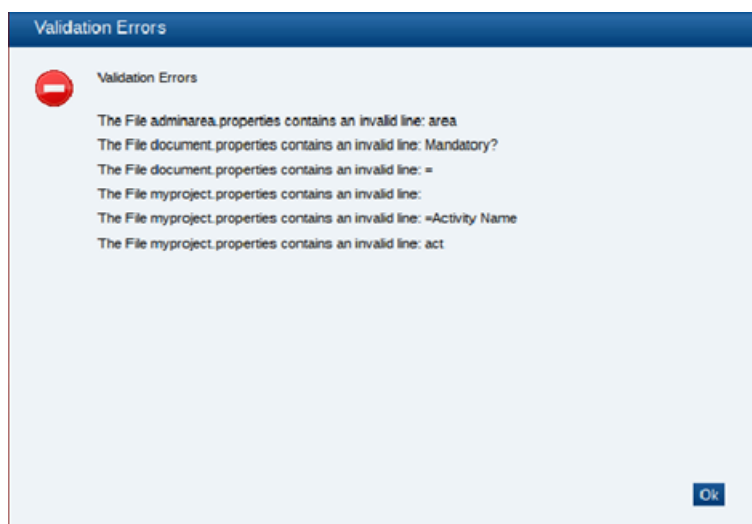 Validation Errors
Validation Errors
The File adminarea.properties contains an invalid line: area
The File document.properties contains an invalid line: Mandatory?
The File document.properties contains an invalid line: =
The File myproject.properties contains an invalid line:
The File myproject.properties contains an invalid line: =Activity Name
The File myproject.properties contains an invalid line: act
Ok